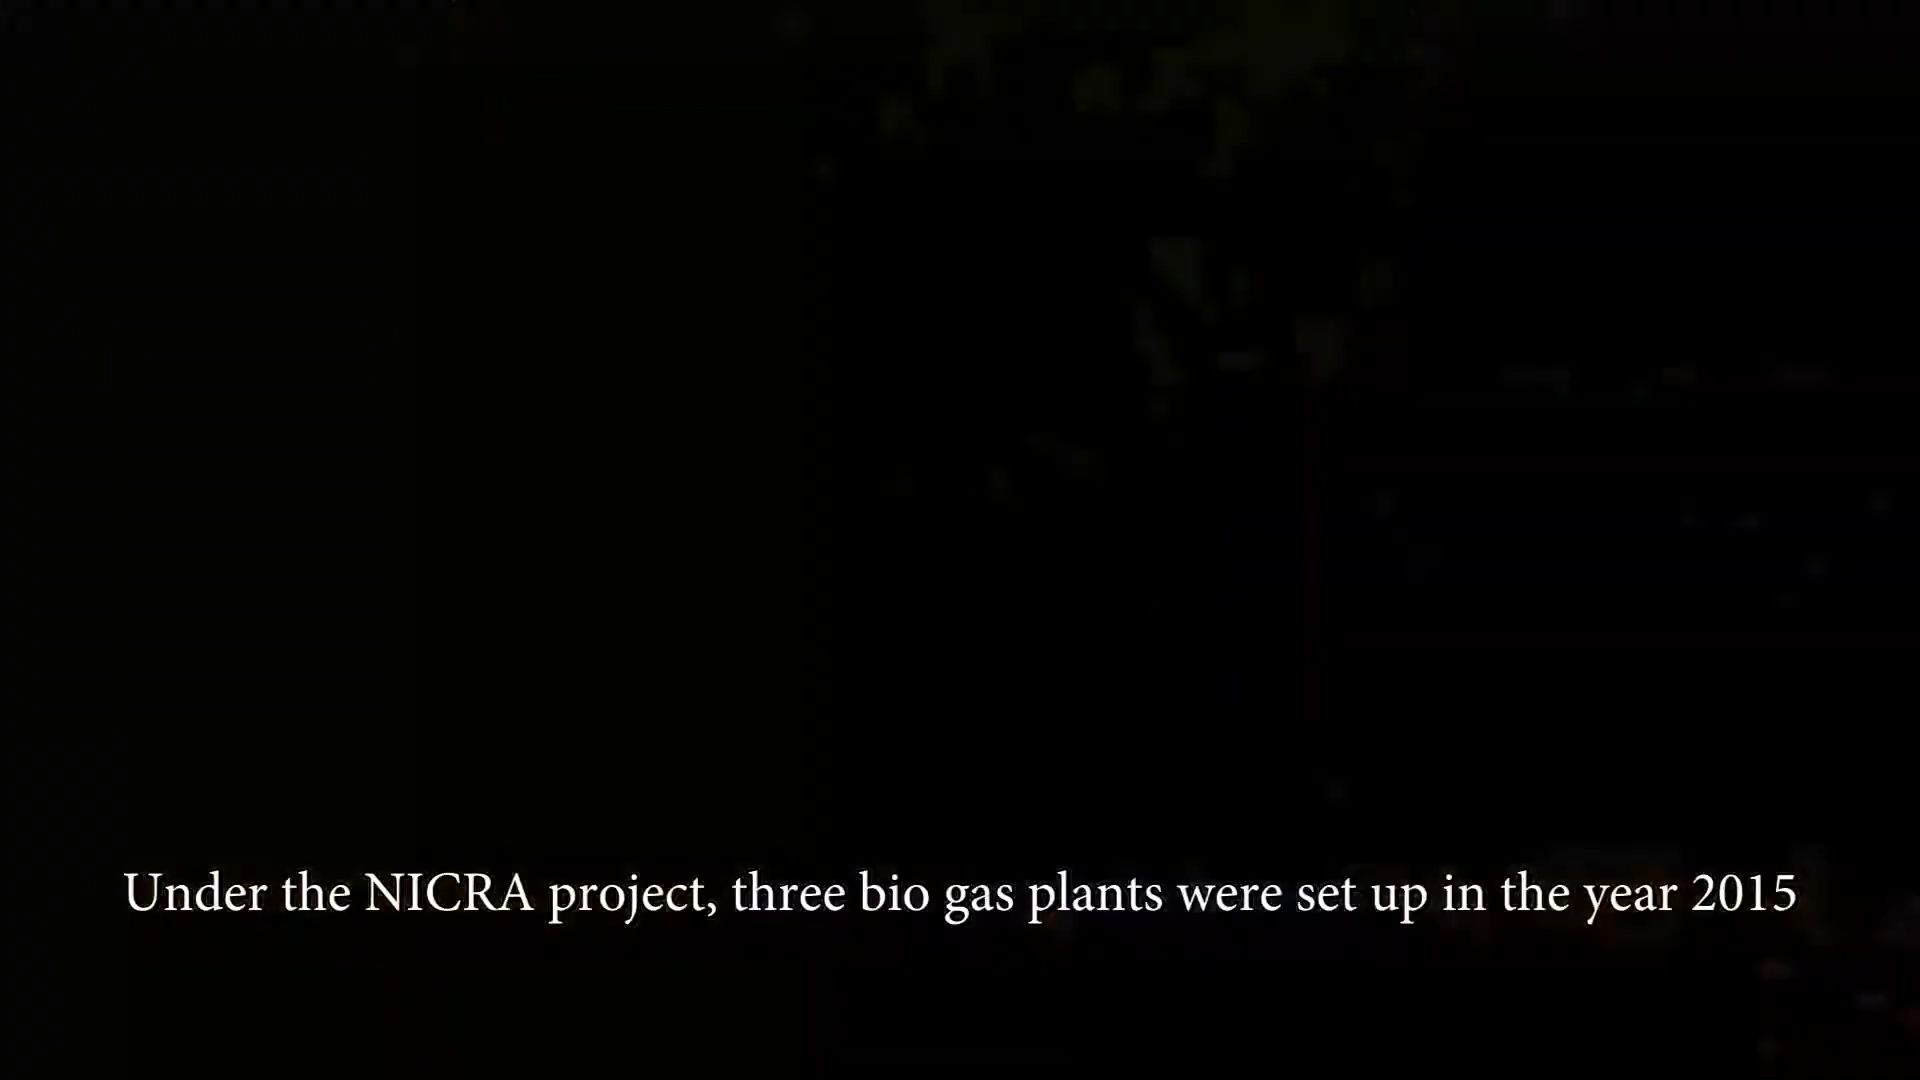 Under the NICRA project, three bio gas plants were set up in the year 2015